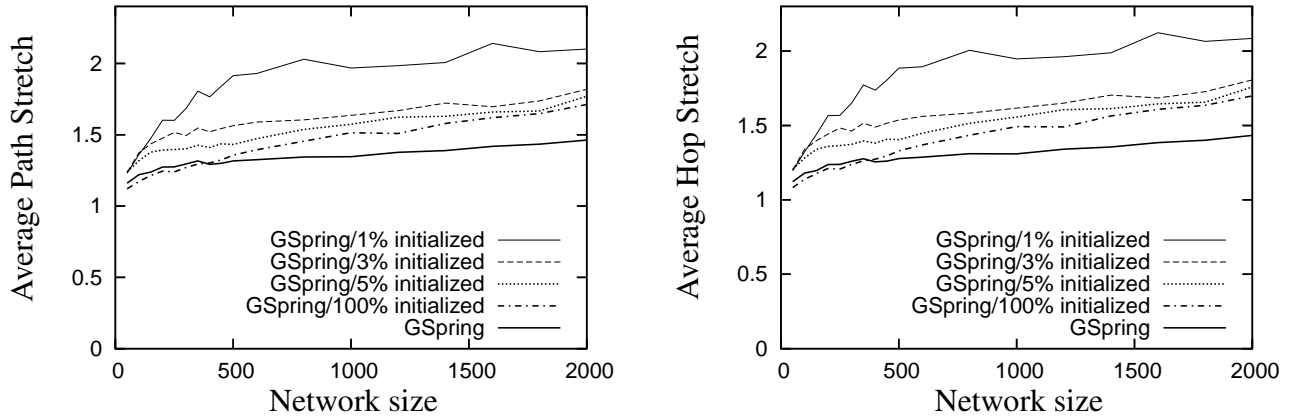 Average Path Stretch
2
1.5
1
0.5
0
GSpring/1% initialized
GSpring/3% initialized
GSpring/5% initialized
GSpring/100% initialized
GSpring
0 500 1000 1500 2000
Network size
Average Hop Stretch
2
1.5
1
0.5
0
GSpring/1% initialized
GSpring/3% initialized
GSpring/5% initialized
GSpring/100% initialized
GSpring
0 500 1000 1500 2000
Network size